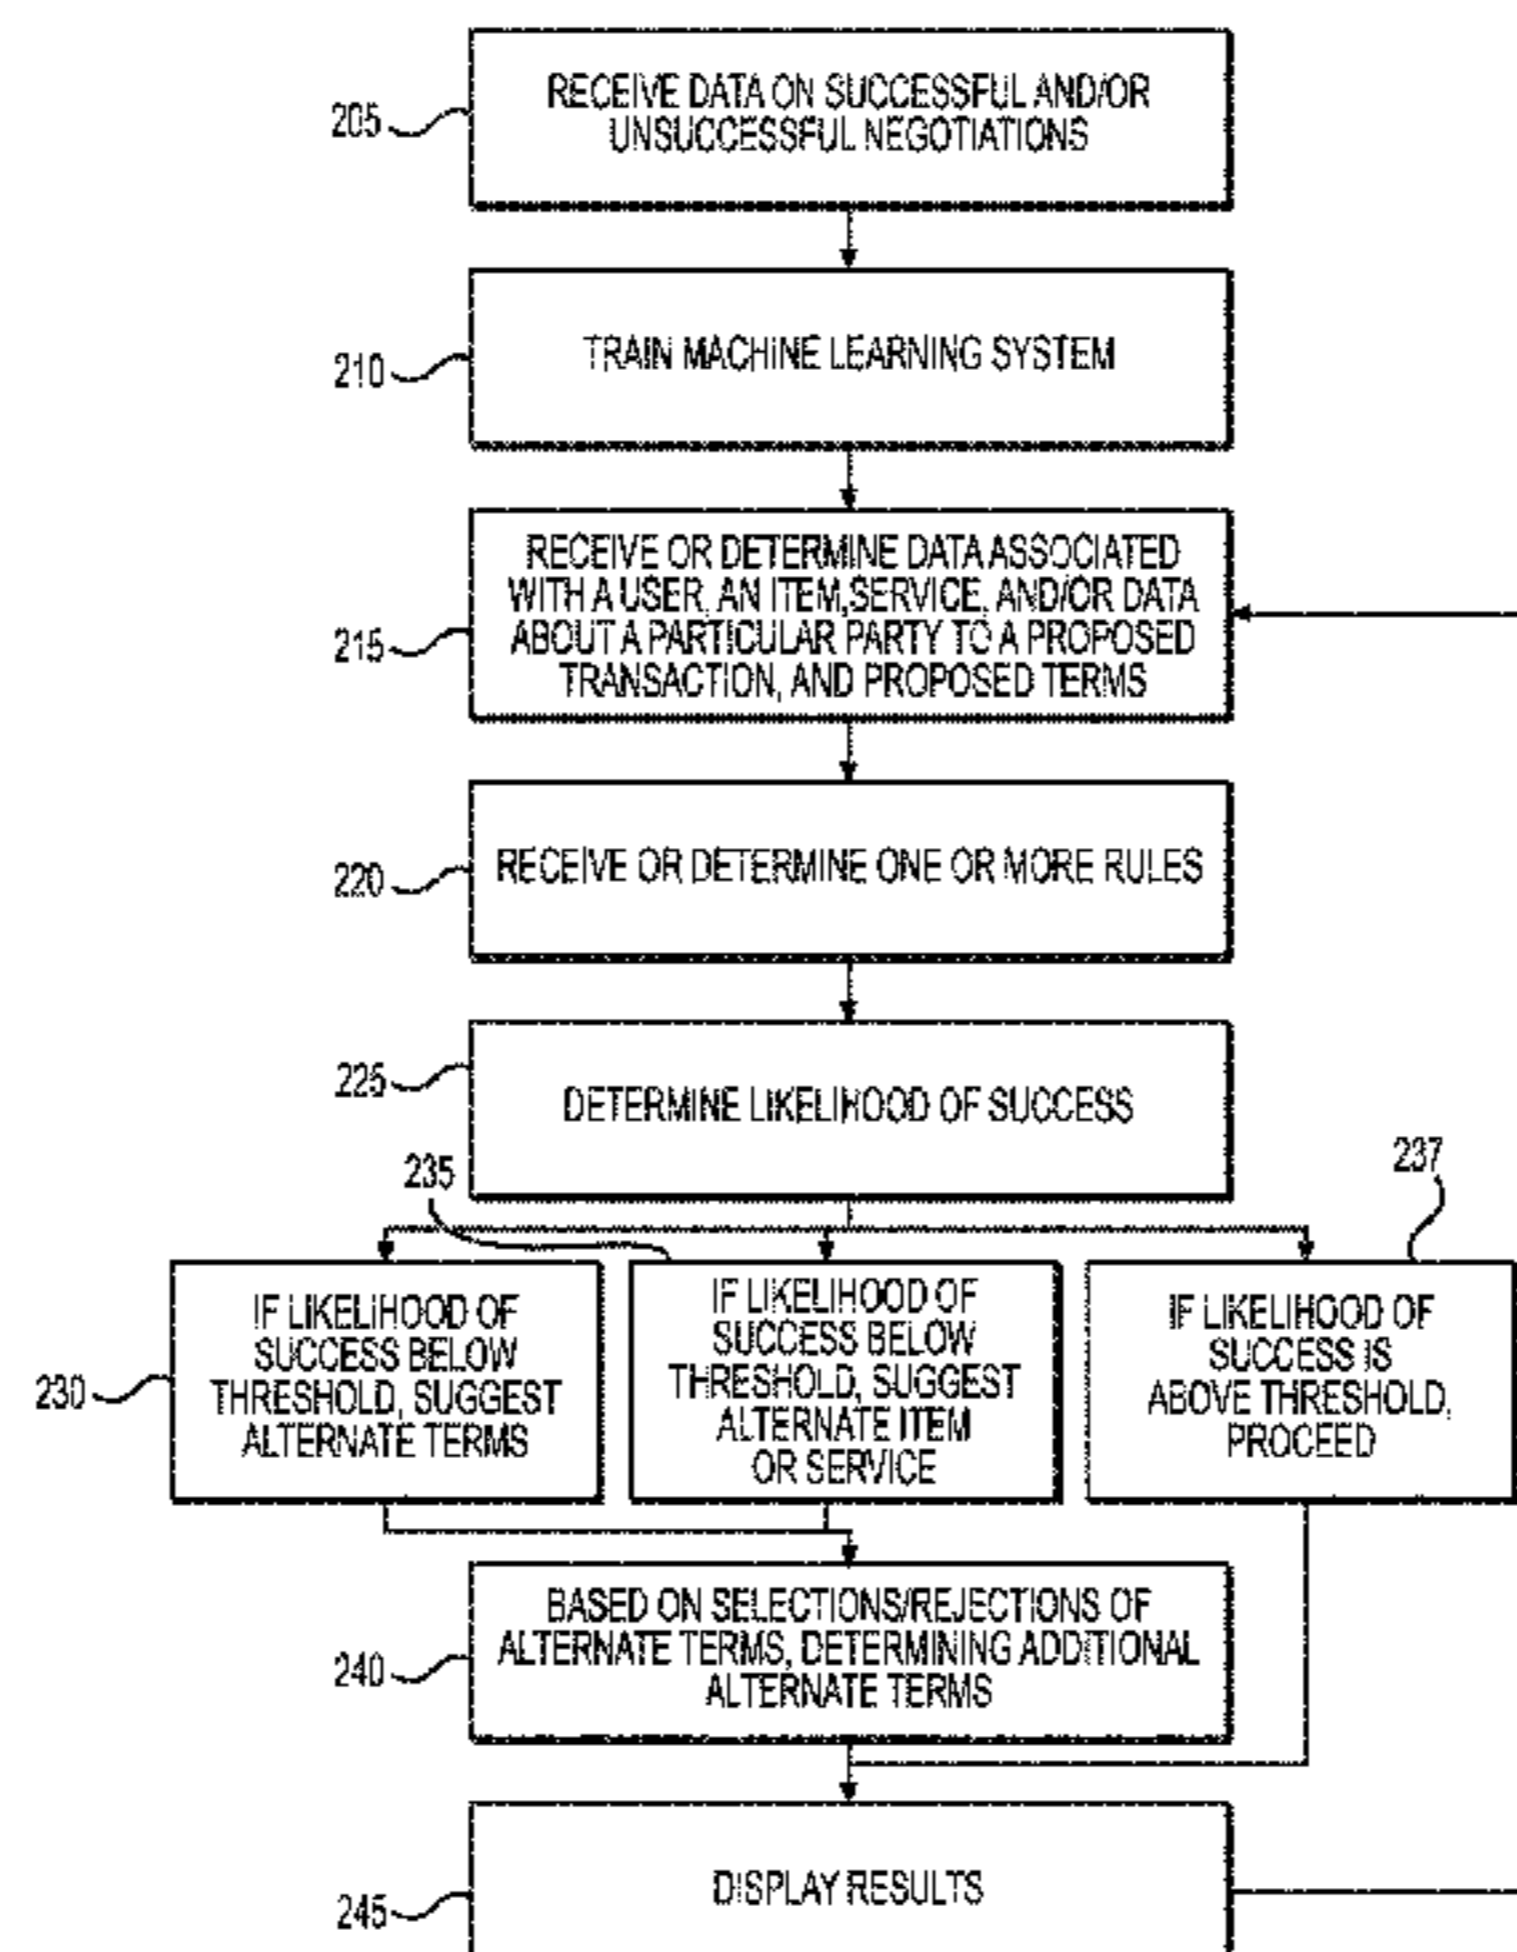 RECEIVE DATA ON SUCCESSFUL AND/OR
UNSUCCESSFUL NEGOTIATIONS
205
TRAIN MACHINE LEARNING SYSTEM
210
RECEIVE OR DETERMINE DATA ASSOCIATED
WITH A USER, AN ITEM,SERVICE, AND/OR DATA
ABOUT A PARTICULAR PARTY TO A PROPOSED
TRANSACTION, AND PROPOSED TERMS
215
RECEIVE OR DETERMINE ONE OR MORE RULES
220
225
DETERMINE LIKELIHOOD OF SUCCESS
235
237
IF LIKELIHOOD OF
SUCCESS BELOW
THRESHOLD, SUGGEST
ALTERNATE TERMS
230
IF LIKELIHOOD OF
SUCCESS BELOW
THRESHOLD, SUGGEST
ALTERNATE ITEM
OR SERVICE
IF LIKELIHOOD OF
SUCCESS IS
ABOVE THRESHOLD,
PROCEED
BASED ON SELECTIONS/REJECTIONS OF
ALTERNATE TERMS, DETERMINING ADDITIONAL
ALTERNATE TERMS
240
DISPLAY RESULTS
245